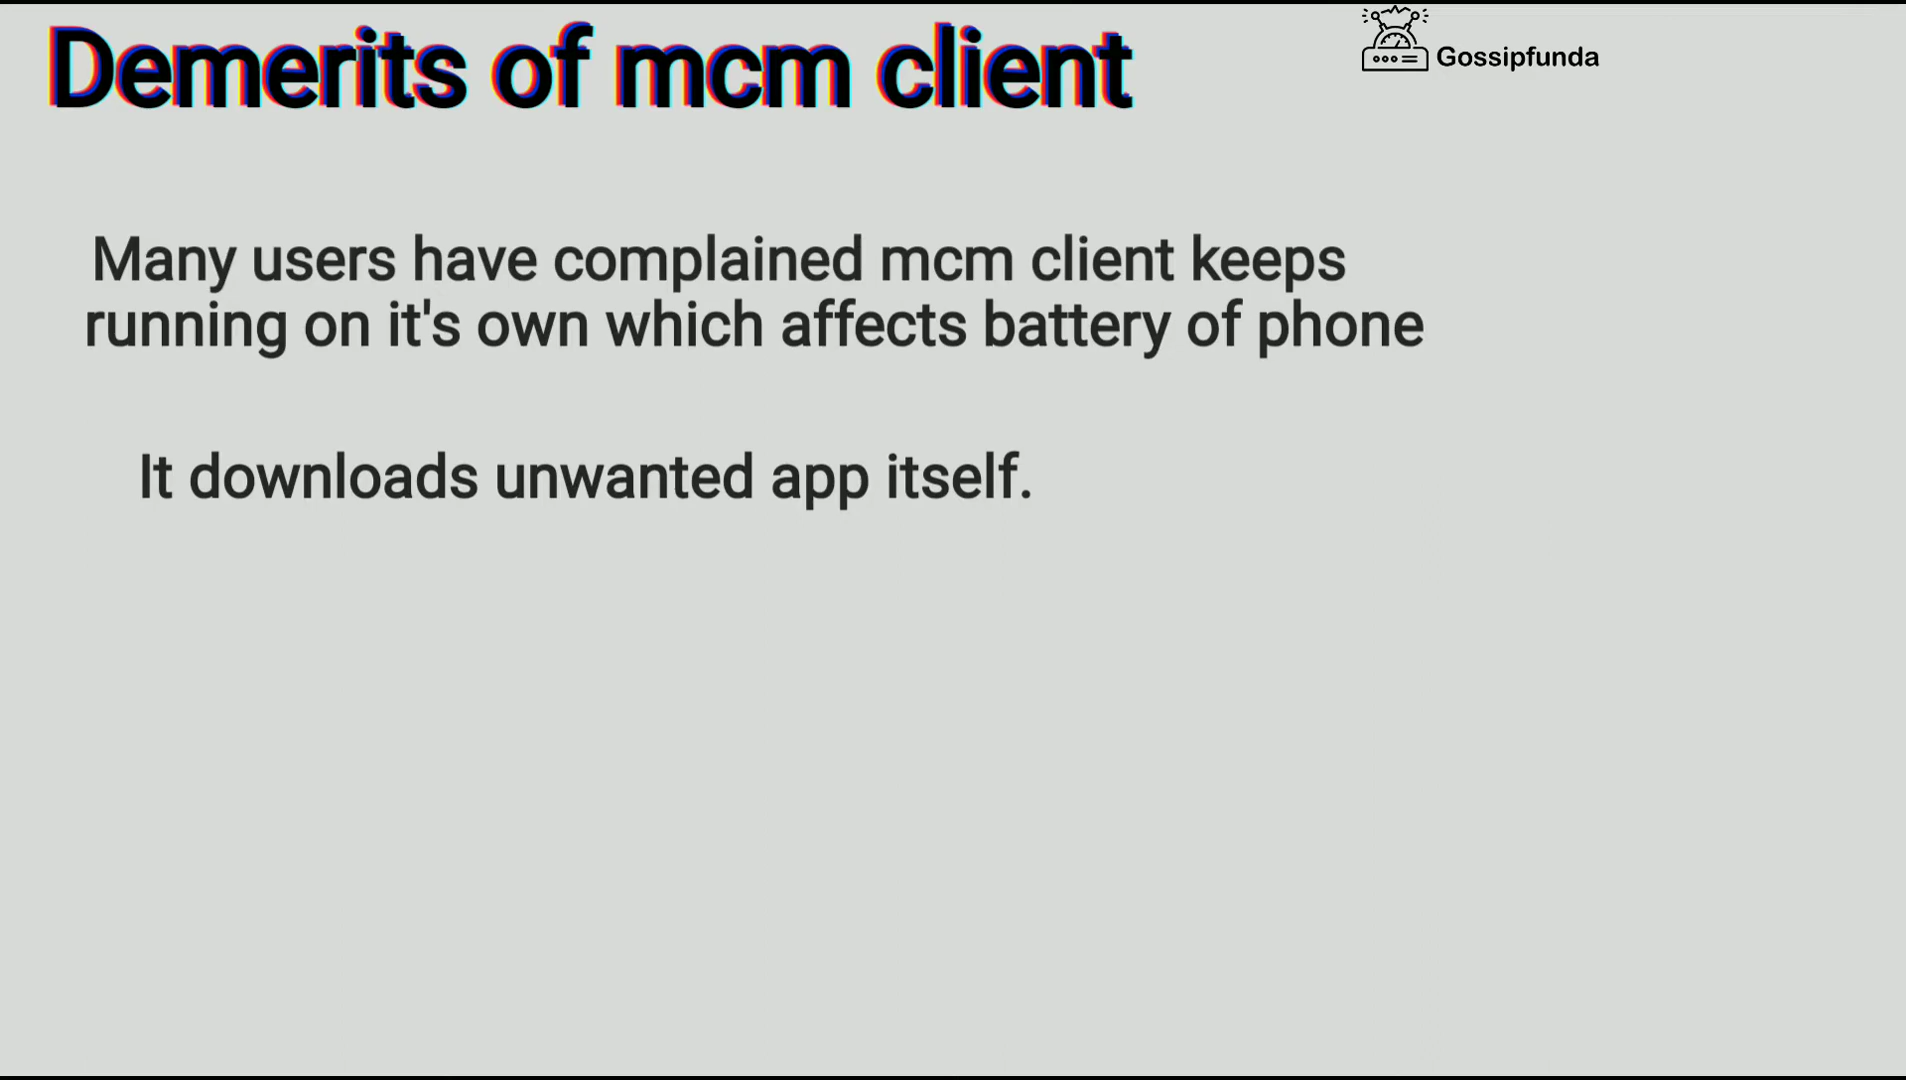 Demerits of mcm client
Gossipfunda
Many users have complained mcm client keeps
running on it's own which affects battery of phone
It downloads unwanted app itself.